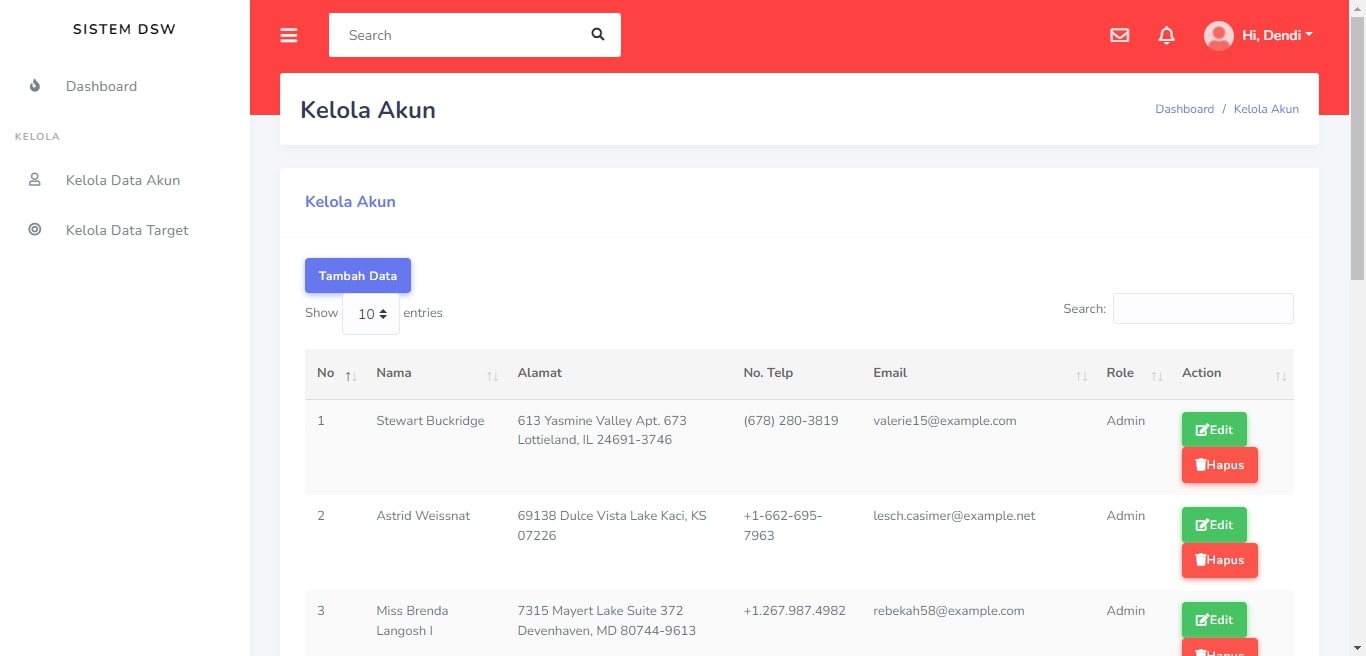 SISTEM DSW
Dashboard
KELOLA
Kelola Data Akun
Kelola Data Target
Search
Hi, Dendi
Kelola Akun
Dashboard / Kelola Akun
Kelola Akun
Tambah Data
Show 10 entries
Search:
No Nama Alamat No. Telp Email Role Action
1 Stewart Buckridge 613 Yasmine Valley Apt. 673 (678) 280-3819 valerie15@example.com Admin Edit
Lottieland, IL 24691-3746
Hapus
2 Astrid Weissnat 69138 Dulce Vista Lake Kaci, KS +1-662-695- lesch.casimer@example.net Admin Edit
07226 7963
Hapus
3 Miss Brenda 7315 Mayert Lake Suite 372 +1.267.987.4982 rebekah58@example.com Admin Edit
Langosh I Devenhaven, MD 80744-9613
Hapus